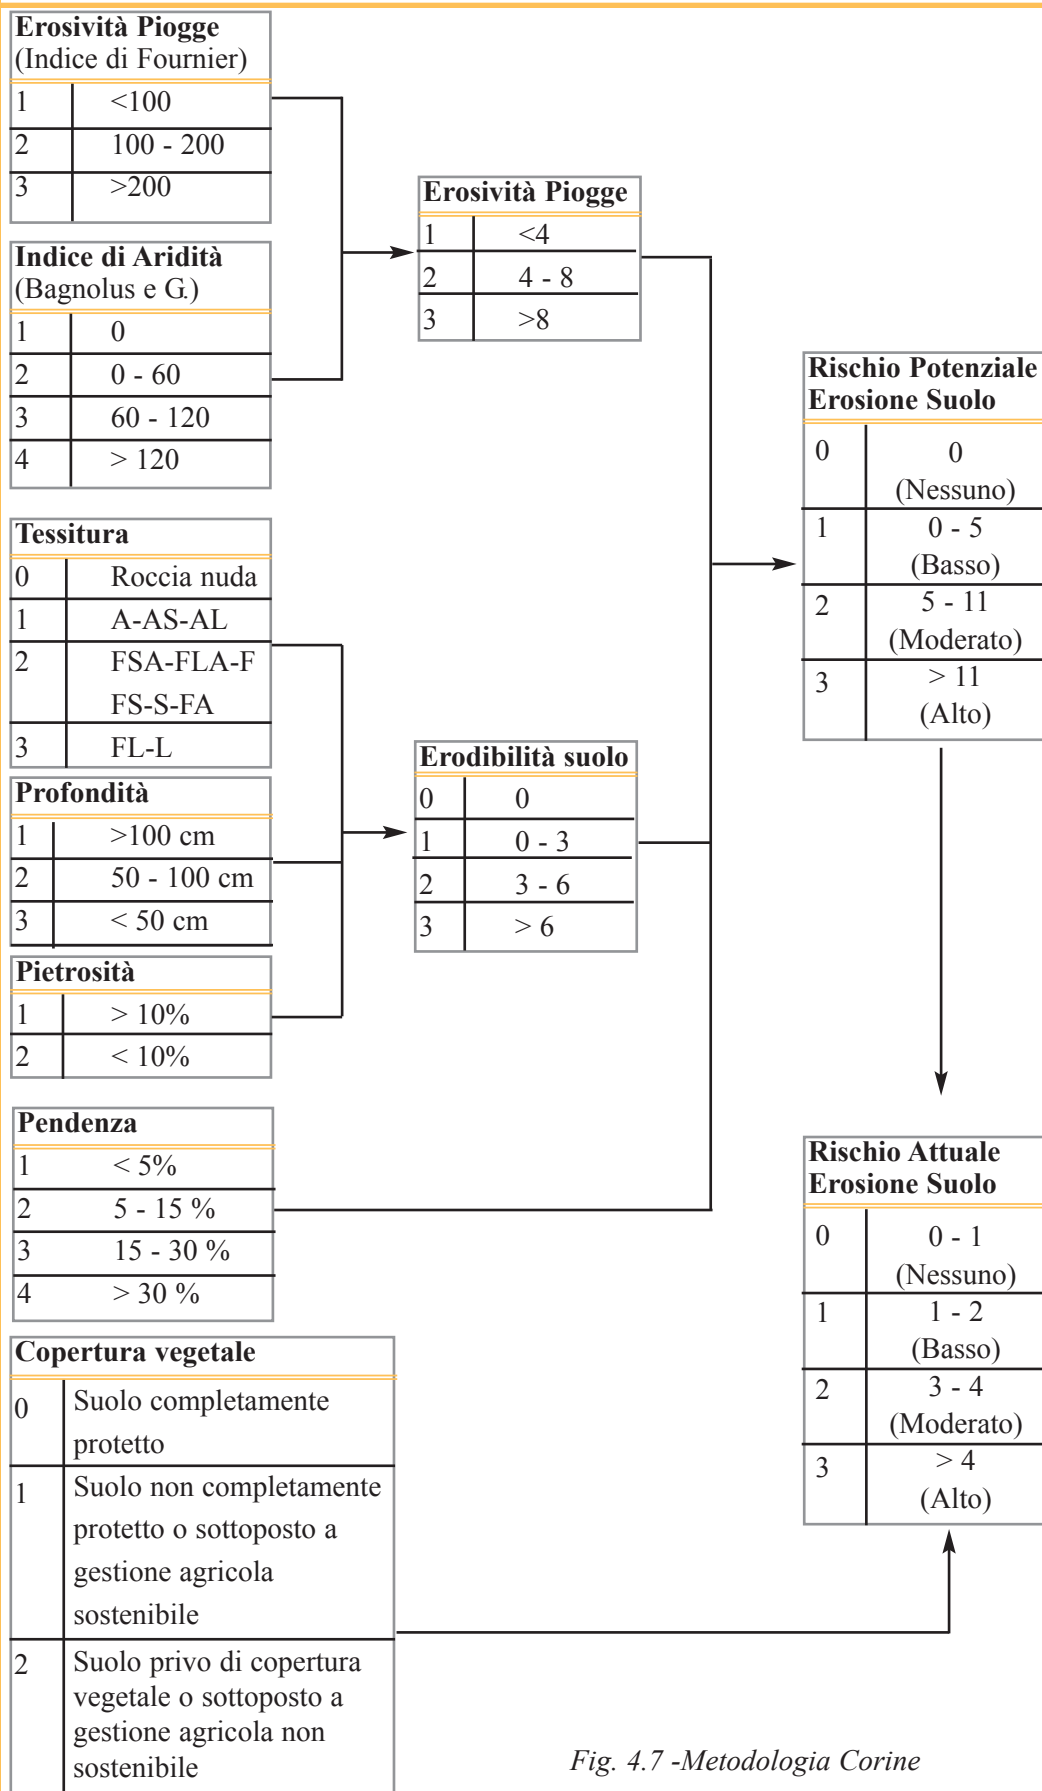 Erosività Piogge
(Indice di Fournier)
1 <100
2 100 - 200
3 >200
Indice di Aridità
(Bagnolus e G.)
1 0
2 0 - 60
3 60 - 120
4 > 120
Tessitura
0 Roccia nuda
1 A-AS-AL
2 FSA-FLA-F
FS-S-FA
3 FL-L
Profondità
1 >100 cm
2 50 - 100 cm
3 < 50 cm
Pietrosità
1 > 10%
2 < 10%
Pendenza
1 < 5%
2 5 - 15 %
3 15 - 30 %
4 > 30 %
Copertura vegetale
0 Suolo completamente
protetto
1 Suolo non completamente
protetto o sottoposto a
gestione agricola
sostenibile
2 Suolo privo di copertura
vegetale o sottoposto a
gestione agricola non
sostenibile
Erosività Piogge
1 <4
2 4 - 8
3 >8
Erodibilità suolo
0 0
1 0 - 3
2 3 - 6
3 > 6
Rischio Potenziale
Erosione Suolo
0 0
(Nessuno)
1 0 - 5
(Basso)
2 5 - 11
(Moderato)
3 > 11
(Alto)
Rischio Attuale
Erosione Suolo
0 0 - 1
(Nessuno)
1 1 - 2
(Basso)
2 3 - 4
(Moderato)
3 > 4
(Alto)
Fig. 4.7 -Metodologia Corine